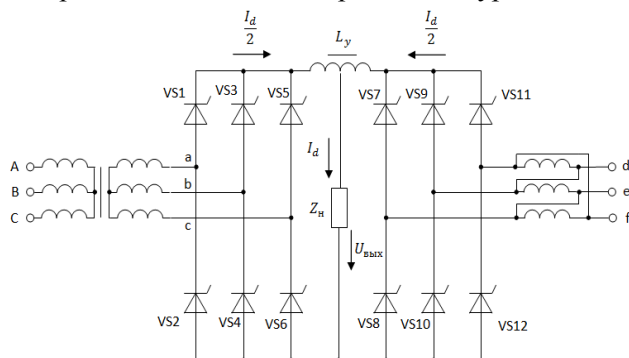 I_d/2
L_y
I_d/2
VS1
VS3
VS5
VS7
VS9
VS11
A
B
C
a
b
c
I_d
Z_н
U_вых
d
e
f
VS2
VS4
VS6
VS8
VS10
VS12